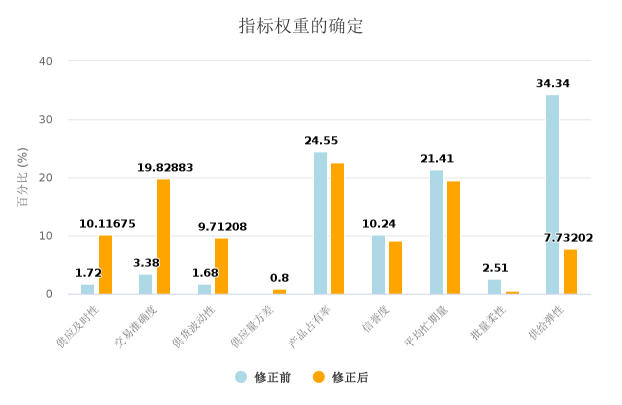 指标权重的确定
百分比 (%)
40
30
20
10
0
1.72
10.11675
3.38
19.82883
1.68
9.71208
0.8
24.55
10.24
21.41
2.51
34.34
7.73202
供应及时性
交易准确度
供货波动性
供应量方差
产品占有率
信誉度
平均忙期量
批量柔性
供给弹性
修正前
修正后